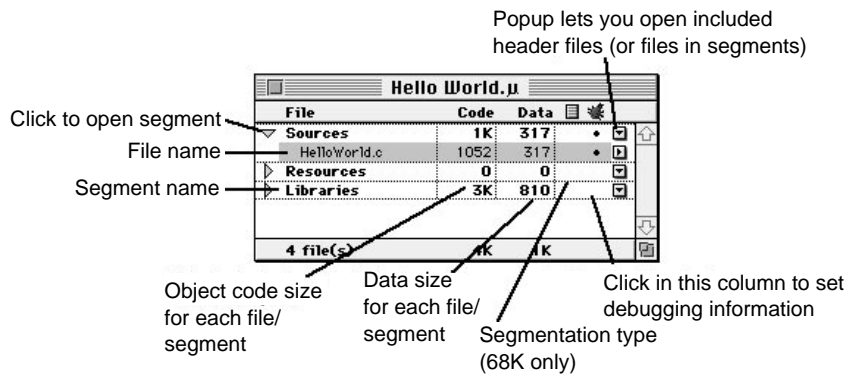 Popup lets you open included
header files (or files in segments)
Hello World.µ
File Code Data
Click to open segment
Sources 1K 317 •
File name
HelloWorld.c 1052 317 •
Resources 0 0
Segment name
Libraries 3K 810
4 file(s) 4K 1K
Object code size
for each file/
segment
Data size
for each file/
segment
Segmentation type
(68K only)
Click in this column to set
debugging information